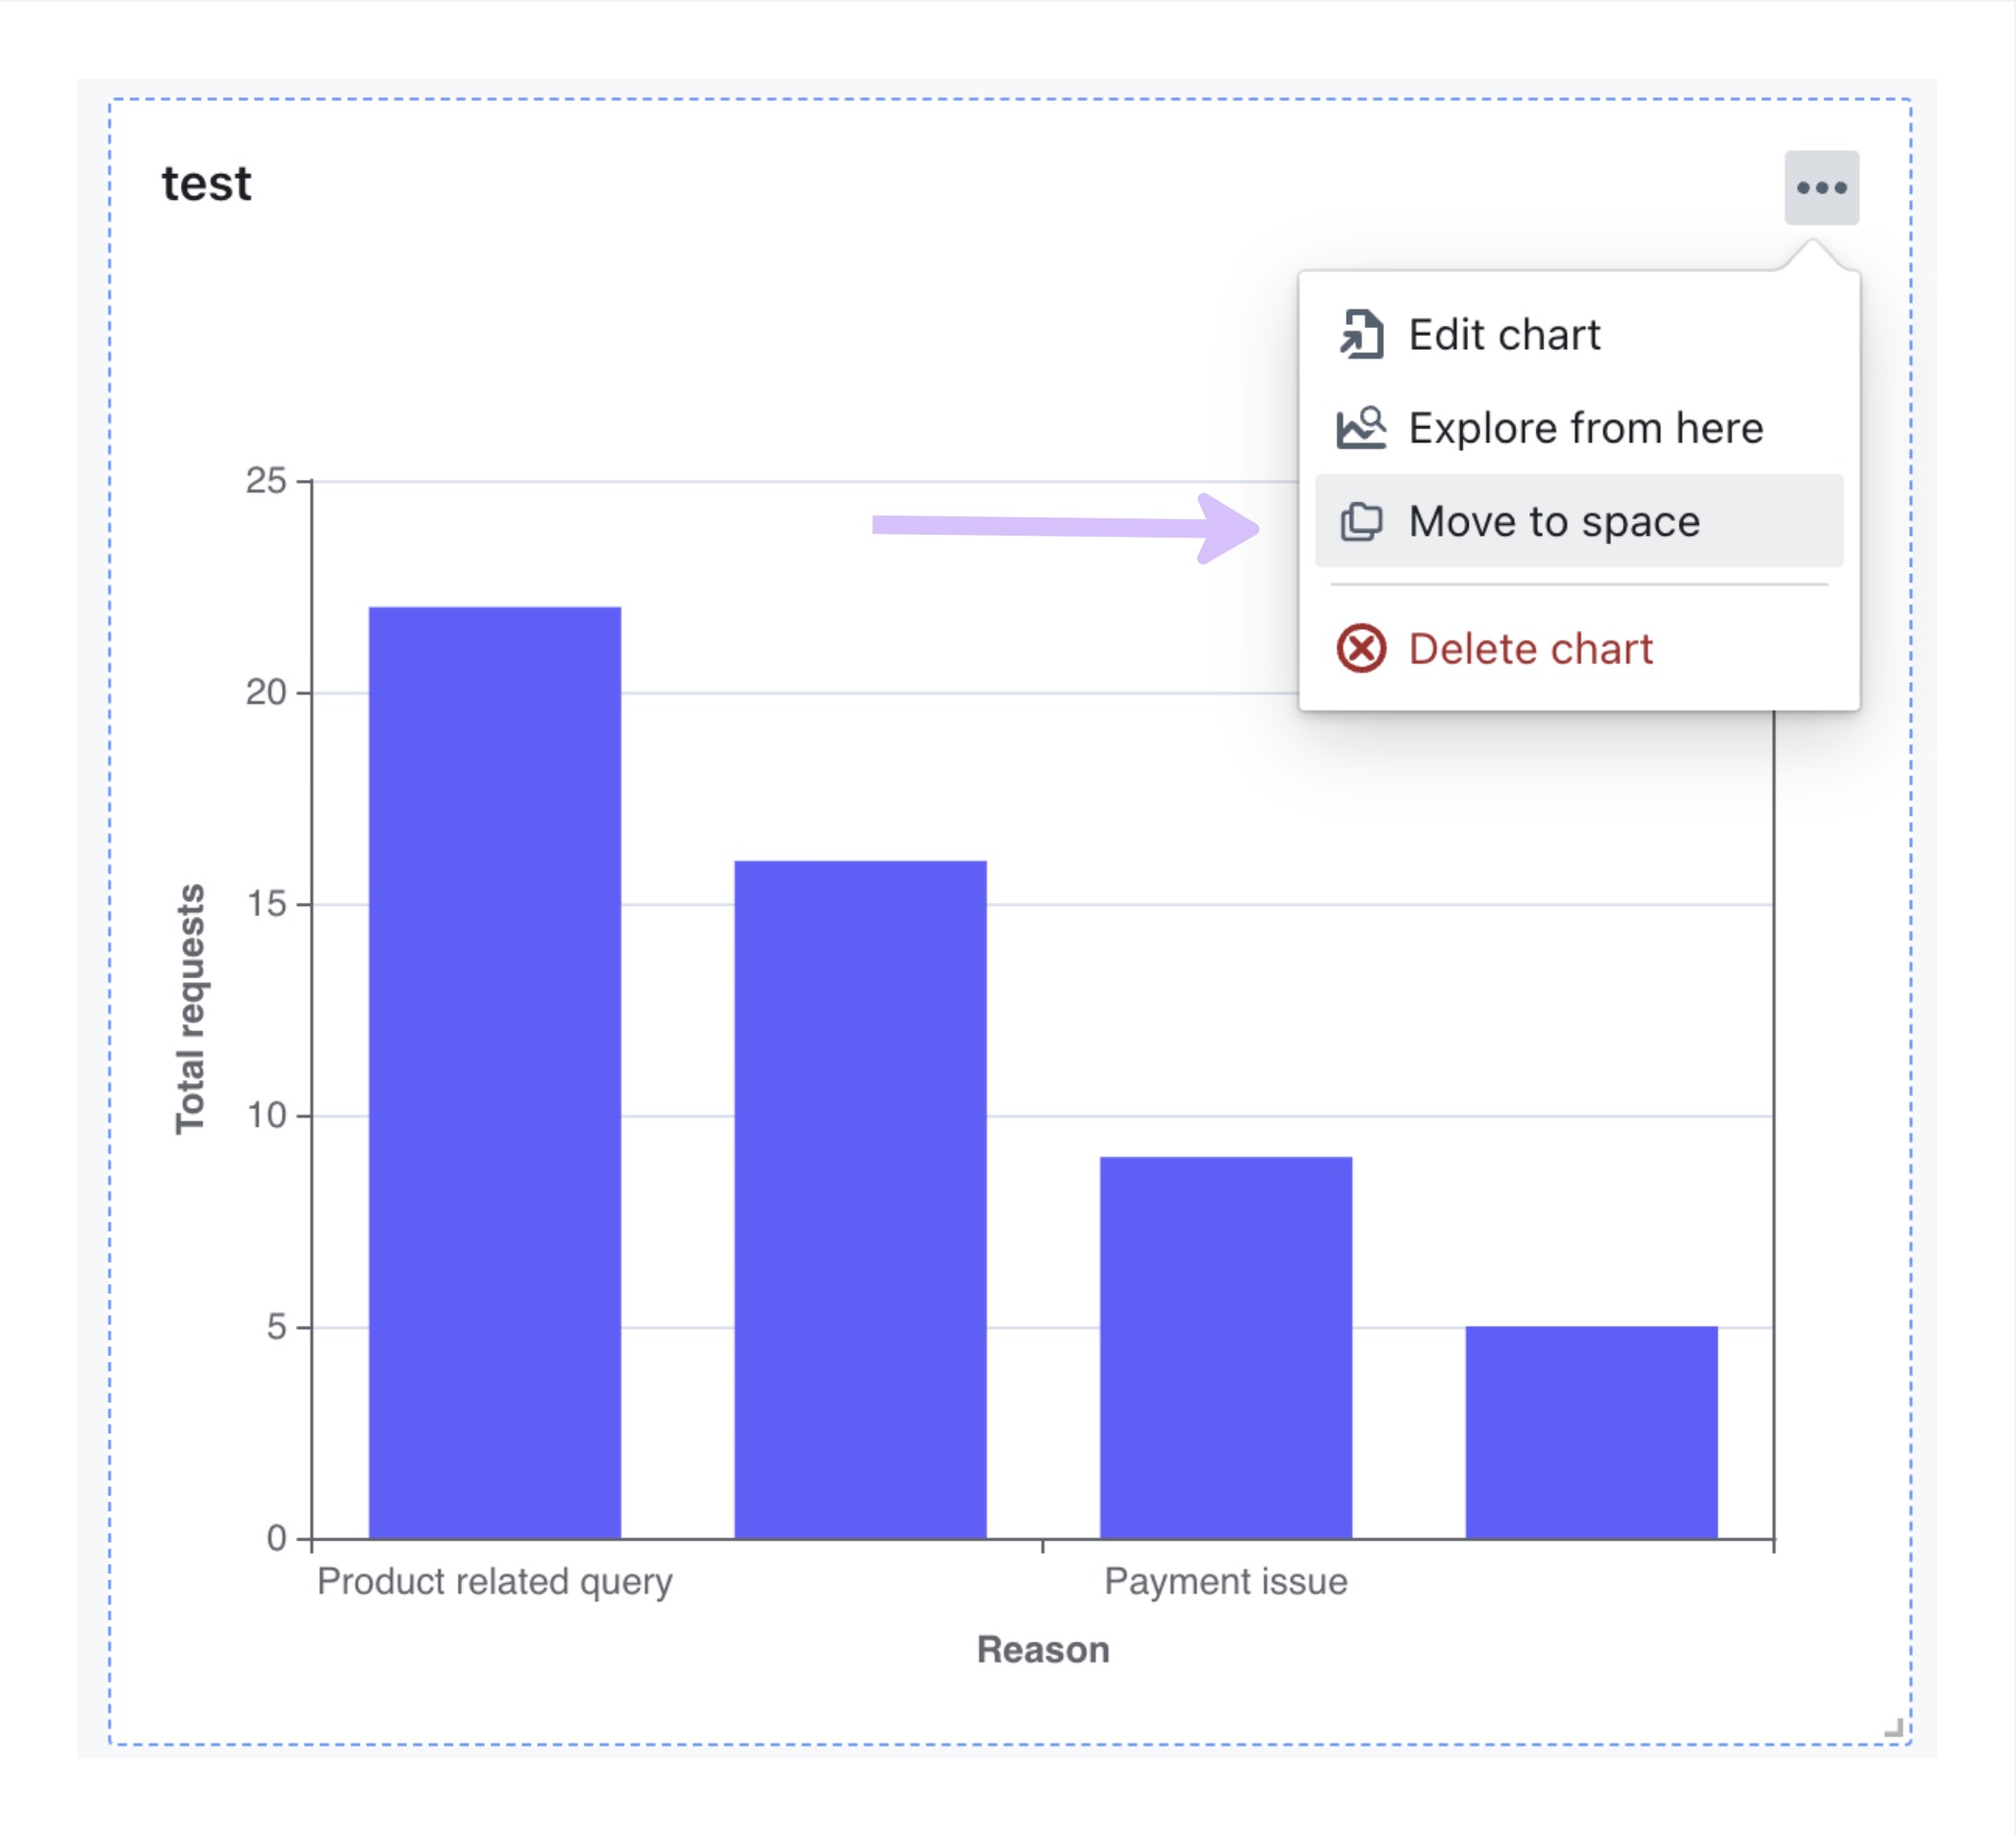 test
Edit chart
Explore from here
Move to space
Delete chart
25
20
15
10
5
0
Total requests
Product related query
Payment issue
Reason